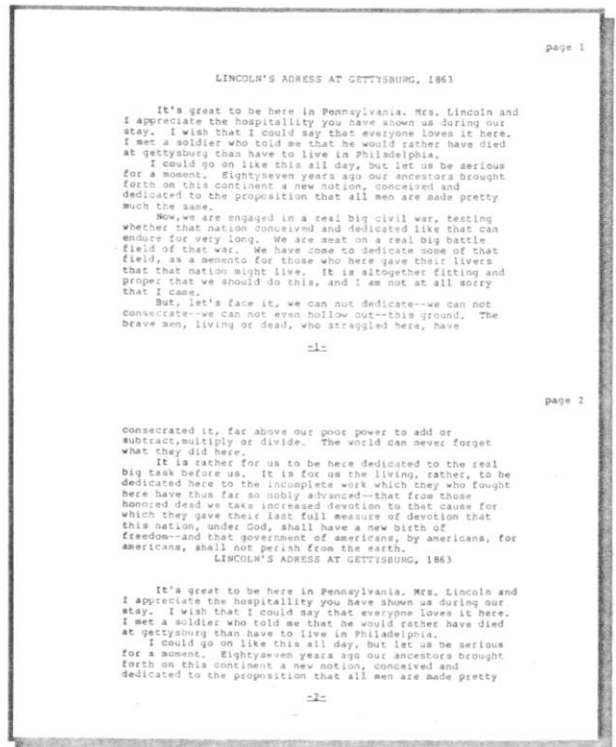 page 1
LINCOLN'S ADRESS AT GETTYSBURG, 1863
It's great to be here in Pennsylvania. Mrs. Lincoln and
I appreciate the hospitallity you have shown us during our
stay. I wish that I could say that everyone loves it here.
I met a soldier who told me that he would rather have died
at gettysburg than have to live in Philadelphia.
I could go on like this all day, but let us be serious
for a moment. Eightyseven years ago our ancestors brought
forth on this continent a new notion, conceived and
dedicated to the proposition that all men are made pretty
much the same.
Now,we are engaged in a real big civil war, testing
whether that nation conceived and dedicated like that can
endure for very long. We are meat on a real big battle
field of that war. We have come to dedicate some of that
field, as a memento for those who here gave their livers
that that nation might live. It is altogether fitting and
proper that we should do this, and I am not at all sorry
that I came.
But, let's face it, we can not dedicate--we can not
consecrate--we can not even hollow out--this ground. The
brave men, living or dead, who straggled here, have
-1-
page 2
consecrated it, far above our poor power to add or
subtract,multiply or divide. The world can never forget
what they did here.
It is rather for us to be here dedicated to the real
big task before us. It is for us the living, rather, to be
dedicated here to the incomplete work which they who fought
here have thus far so nobly advanced--that from those
honored dead we take increased devotion to that cause for
which they gave their last full measure of devotion that
this nation, under God, shall have a new birth of
freedom--and that government of americans, by americans, for
americans, shall not perish from the earth.
LINCOLN'S ADRESS AT GETTYSBURG, 1863
It's great to be here in Pennsylvania. Mrs. Lincoln and
I appreciate the hospitallity you have shown us during our
stay. I wish that I could say that everyone loves it here.
I met a soldier who told me that he would rather have died
at gettysburg than have to live in Philadelphia.
I could go on like this all day, but let us be serious
for a moment. Eightyseven years ago our ancestors brought
forth on this continent a new notion, conceived and
dedicated to the proposition that all men are made pretty
-2-